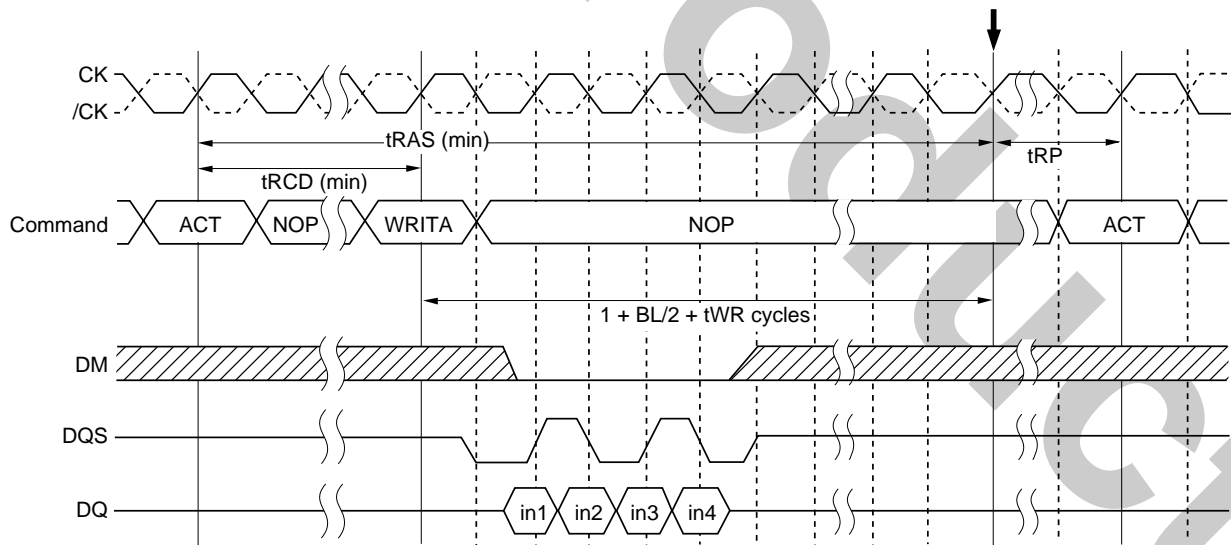 CK
/CK
tRAS (min)
tRP
tRCD (min)
Command
ACT
NOP
WRITA
NOP
ACT
1 + BL/2 + tWR cycles
DM
DQS
DQ
in1
in2
in3
in4
oduct